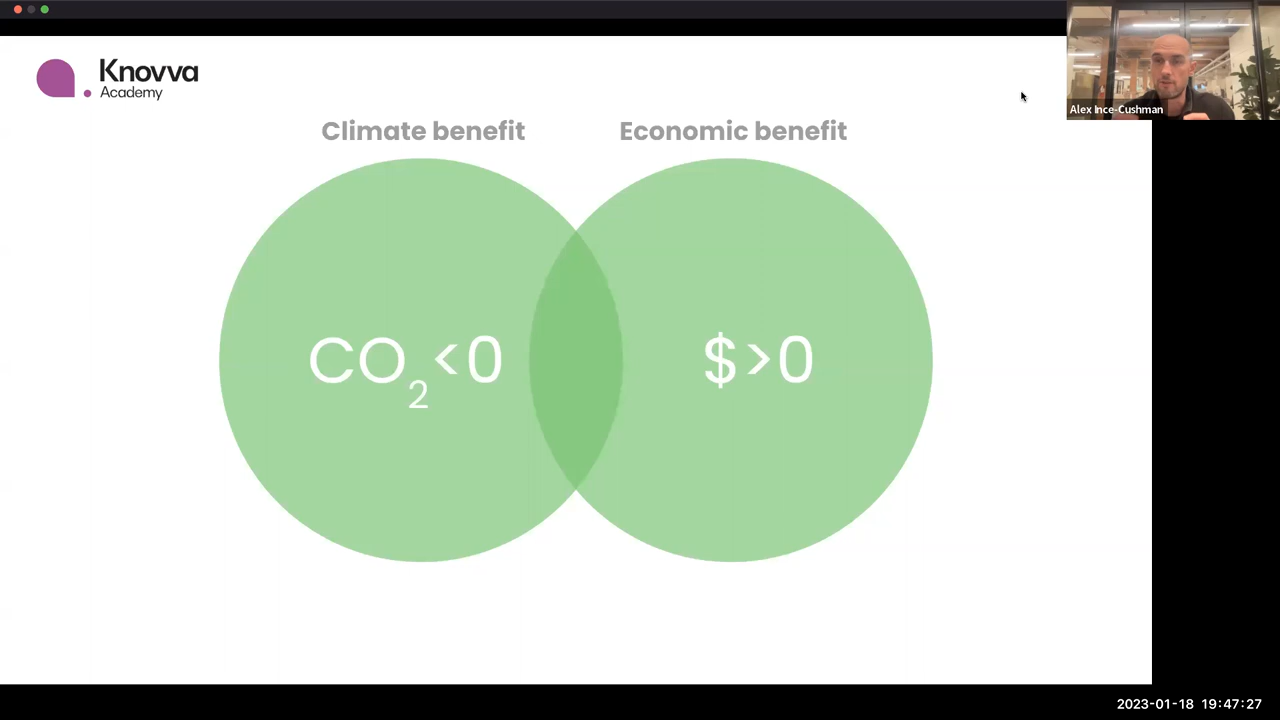 Knovva
Academy
Alex Ince-Cushman
Climate benefit
Economic benefit
CO₂<0
$>0
2023-01-18 19:47:27